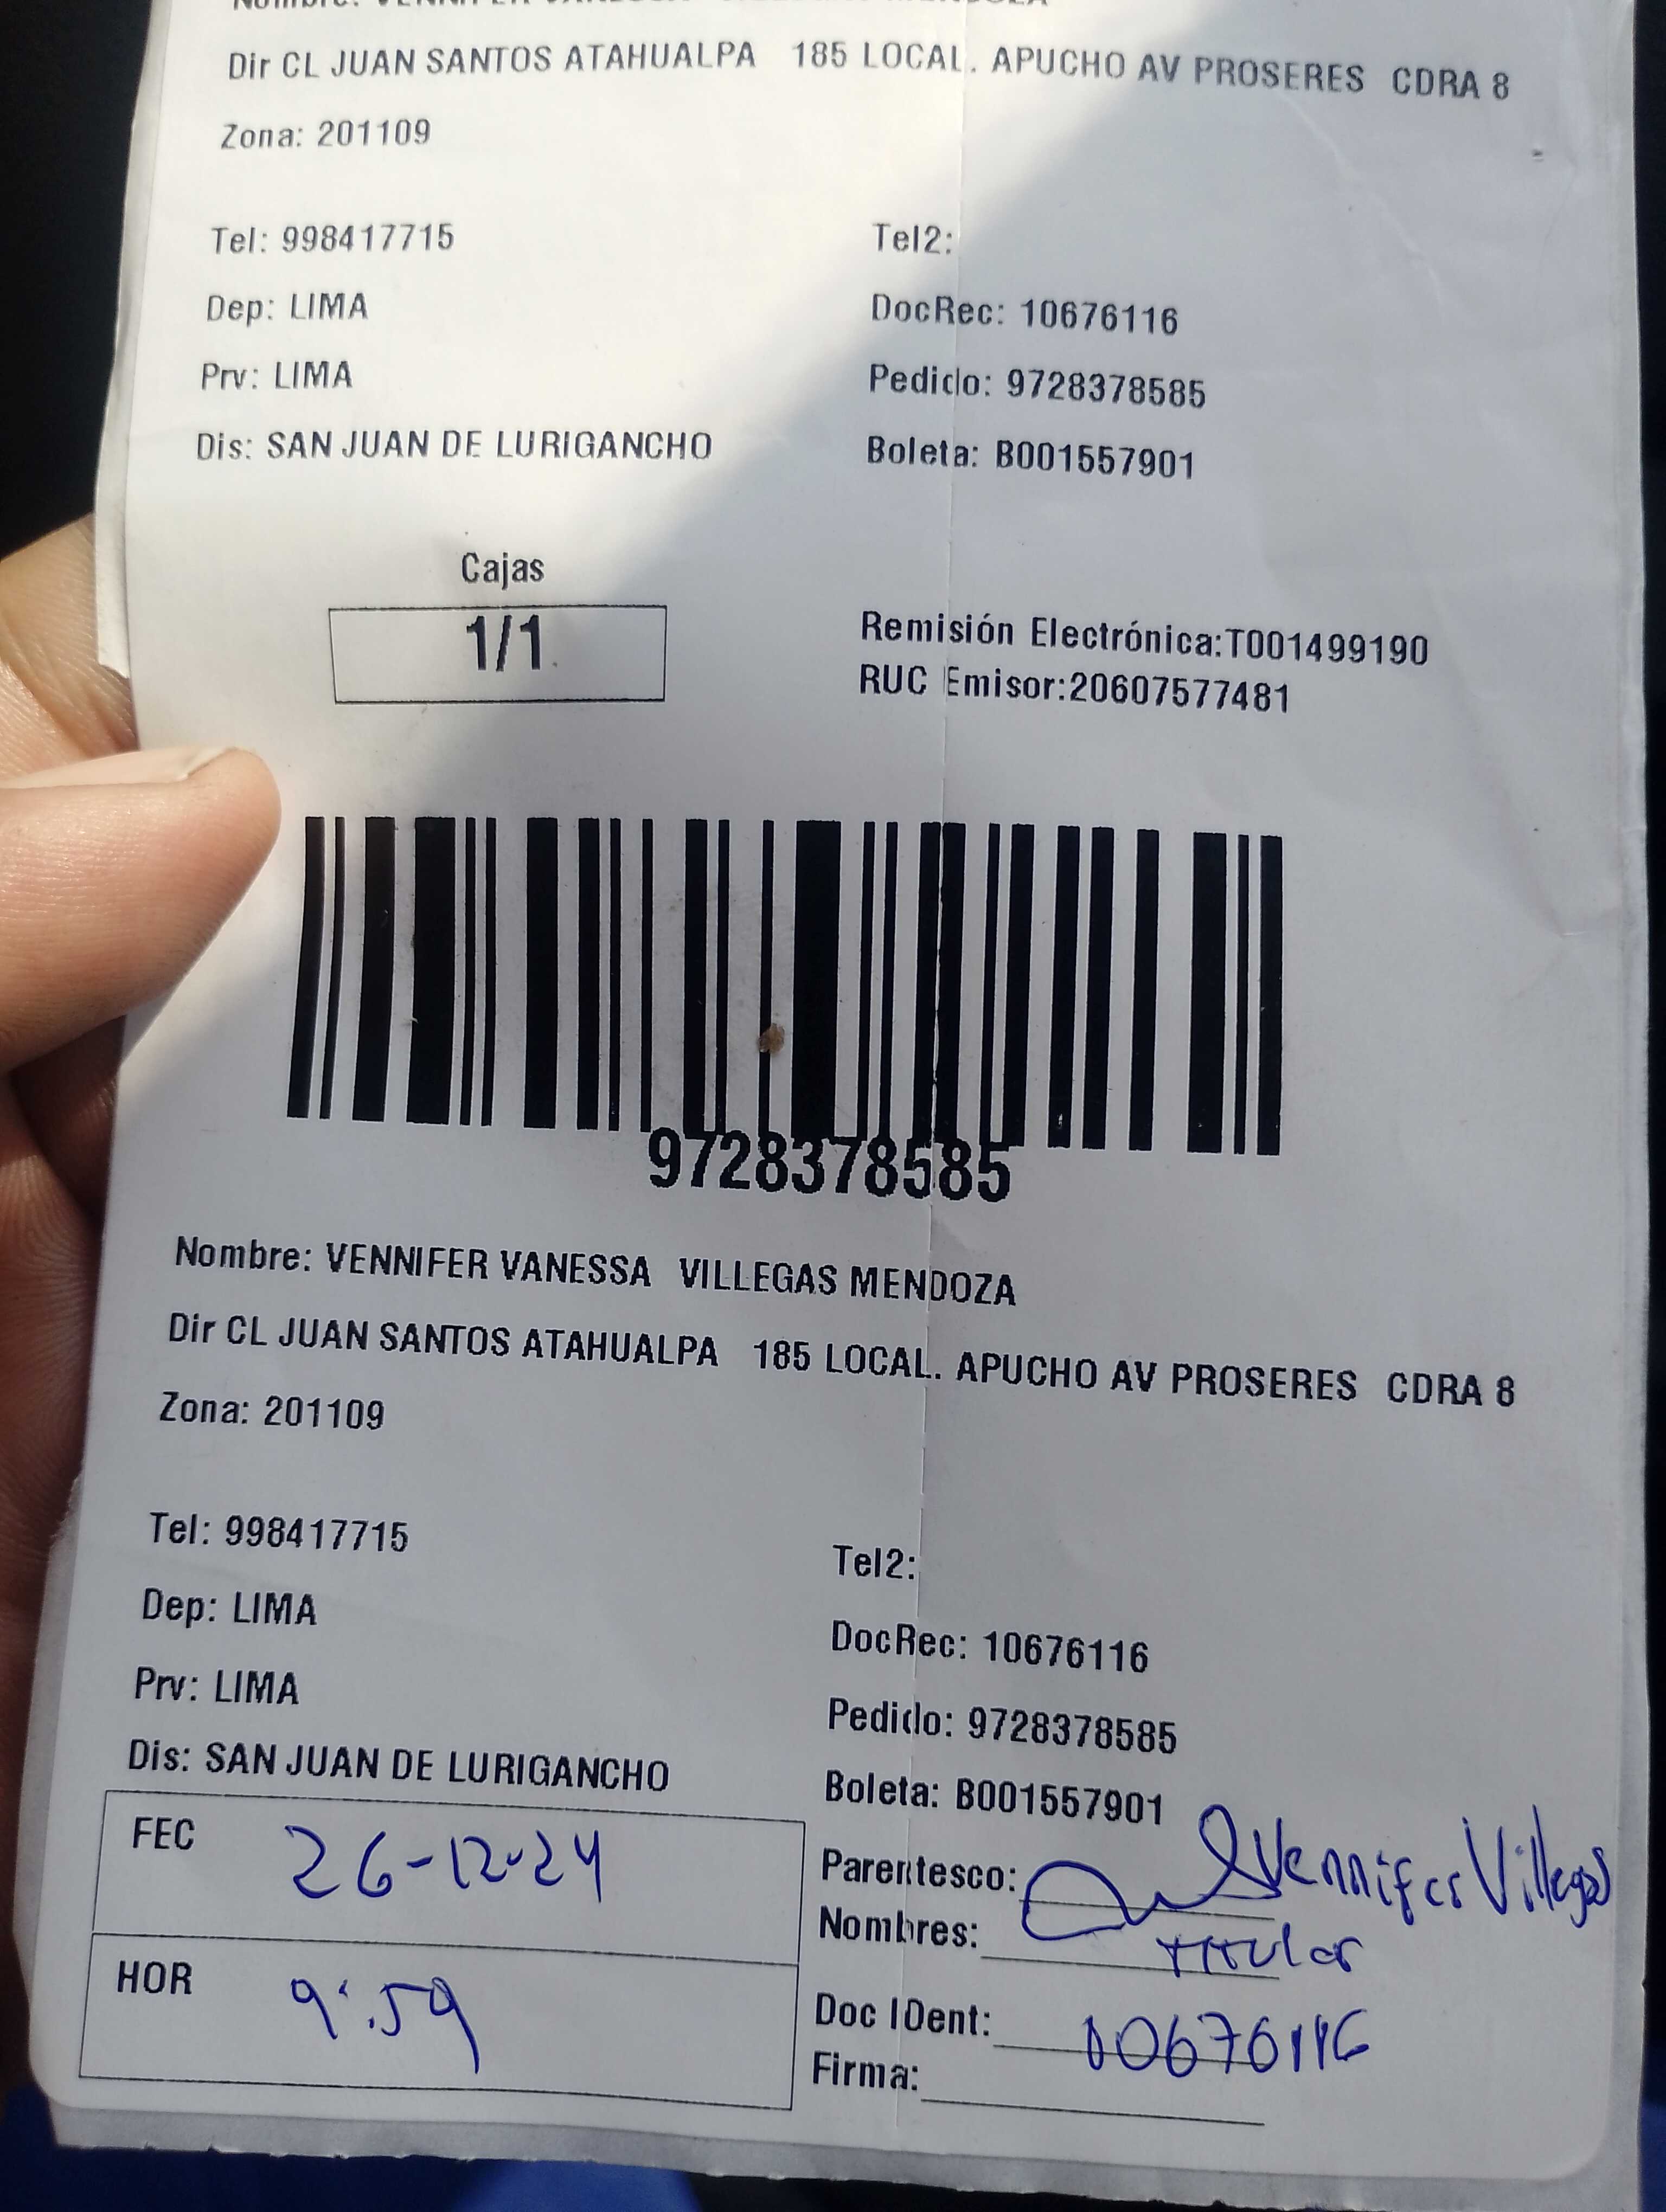 Nombre: VENNIFER VANESSA VILLEGAS MENDOZA
Dir CL JUAN SANTOS ATAHUALPA 185 LOCAL. APUCHO AV PROSERES CDRA 8
Zona: 201109
Tel: 998417715 Tel2:
Dep: LIMA DocRec: 10676116
Prv: LIMA Pedido: 9728378585
Dis: SAN JUAN DE LURIGANCHO Boleta: B001557901
Cajas
1/1
Remisión Electrónica:T001499190
RUC Emisor:20607577481
9728378585
Nombre: VENNIFER VANESSA VILLEGAS MENDOZA
Dir CL JUAN SANTOS ATAHUALPA 185 LOCAL. APUCHO AV PROSERES CDRA 8
Zona: 201109
Tel: 998417715 Tel2:
Dep: LIMA DocRec: 10676116
Prv: LIMA Pedido: 9728378585
Dis: SAN JUAN DE LURIGANCHO Boleta: B001557901
FEC 26-12-24
HOR 9:59
Parentesco: Vennifer Villegas
Nombres: titular
Doc IDent: 10676116
Firma: